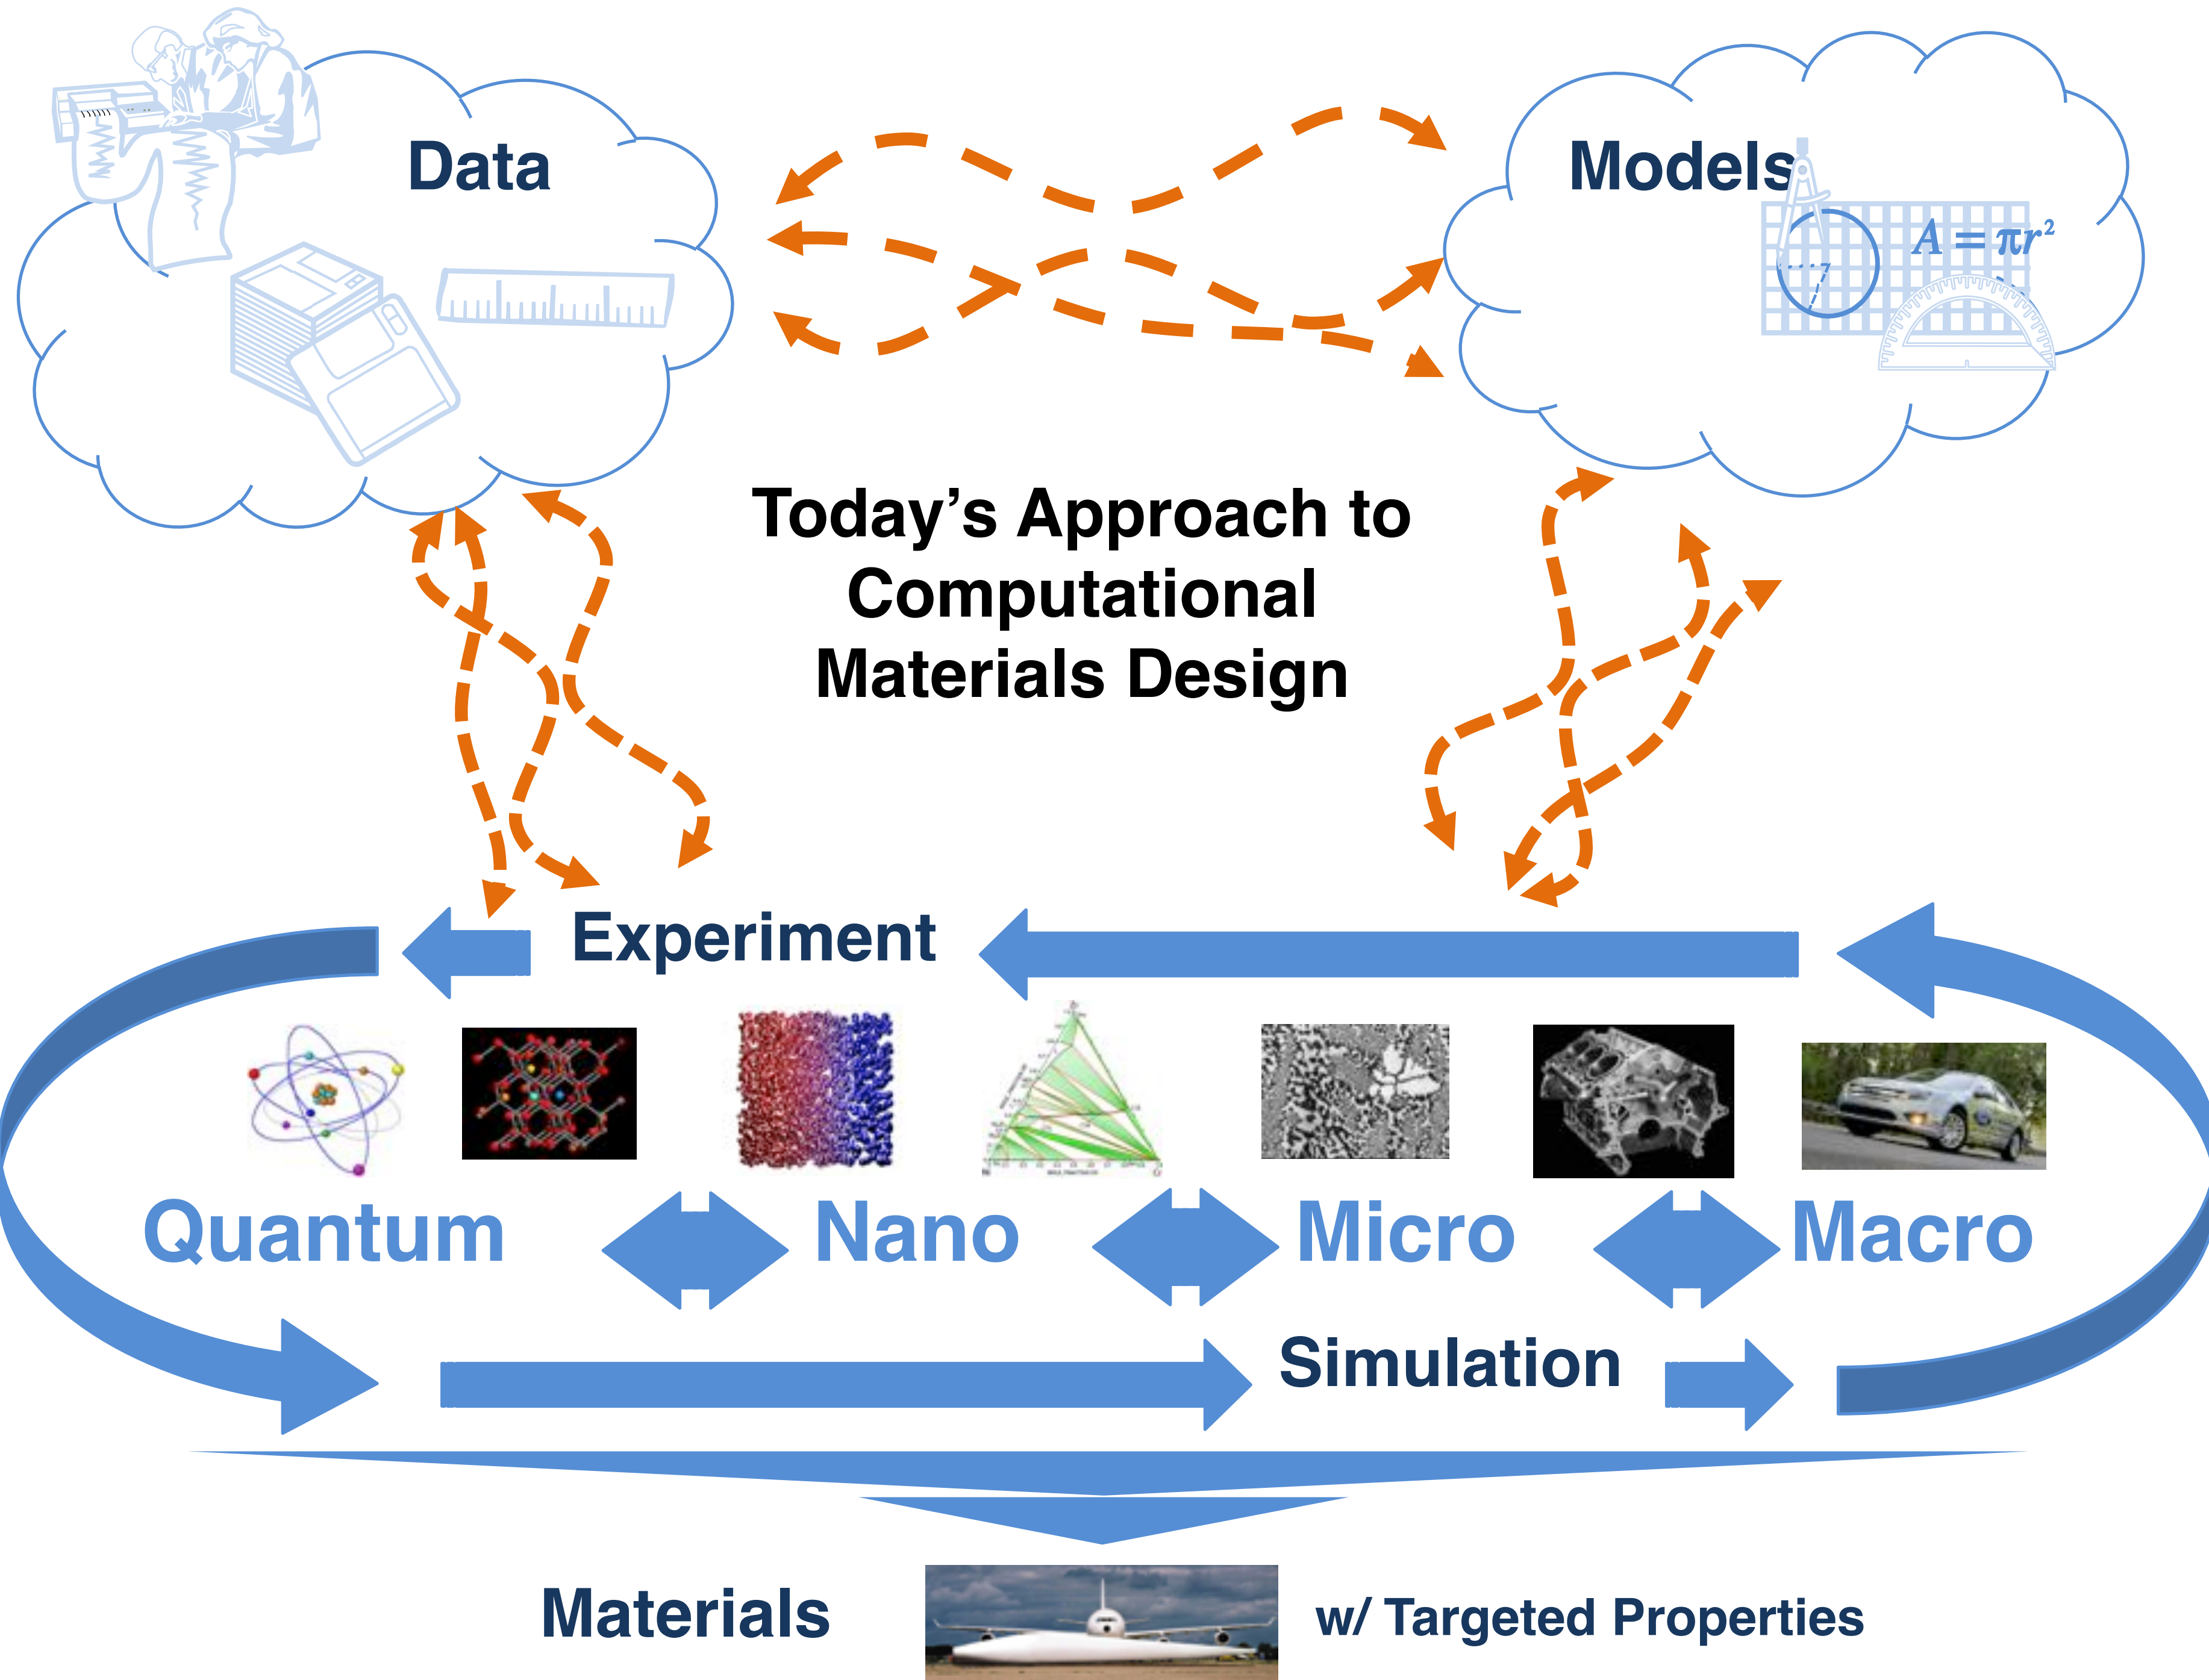 Data
Models
A = πr²
Today’s Approach to
Computational
Materials Design
Experiment
Quantum
Nano
Micro
Macro
Simulation
Materials
w/ Targeted Properties